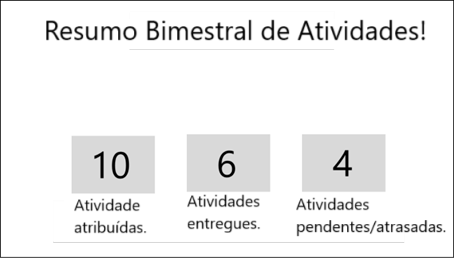 Resumo Bimestral de Atividades!
10
6
4
Atividade
atribuídas.
Atividades
entregues.
Atividades
pendentes/atrasadas.